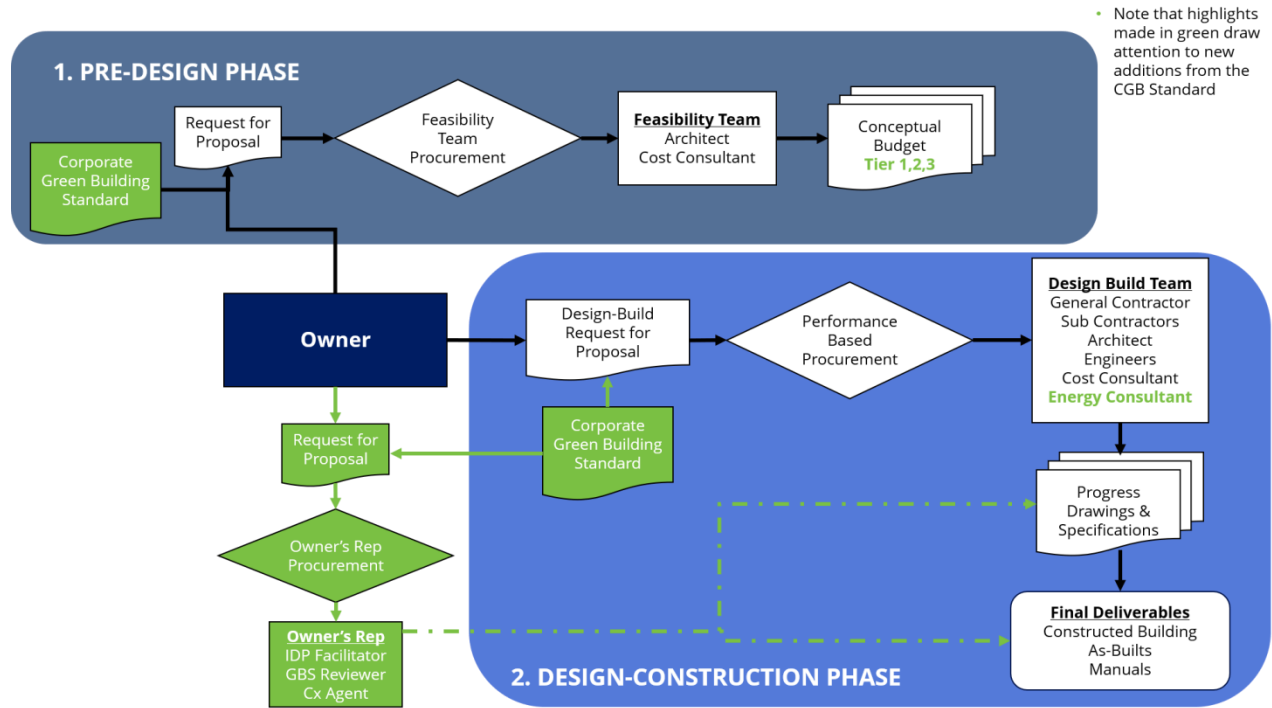 • Note that highlights
made in green draw
attention to new
additions from the
CGB Standard
1. PRE-DESIGN PHASE
Corporate
Green Building
Standard
Request for
Proposal
Feasibility
Team
Procurement
Feasibility Team
Architect
Cost Consultant
Conceptual
Budget
Tier 1,2,3
Owner
Design-Build
Request for
Proposal
Performance
Based
Procurement
Design Build Team
General Contractor
Sub Contractors
Architect
Engineers
Cost Consultant
Energy Consultant
Request for
Proposal
Corporate
Green Building
Standard
Progress
Drawings &
Specifications
Owner’s Rep
Procurement
Owner’s Rep
IDP Facilitator
GBS Reviewer
Cx Agent
Final Deliverables
Constructed Building
As-Builts
Manuals
2. DESIGN-CONSTRUCTION PHASE